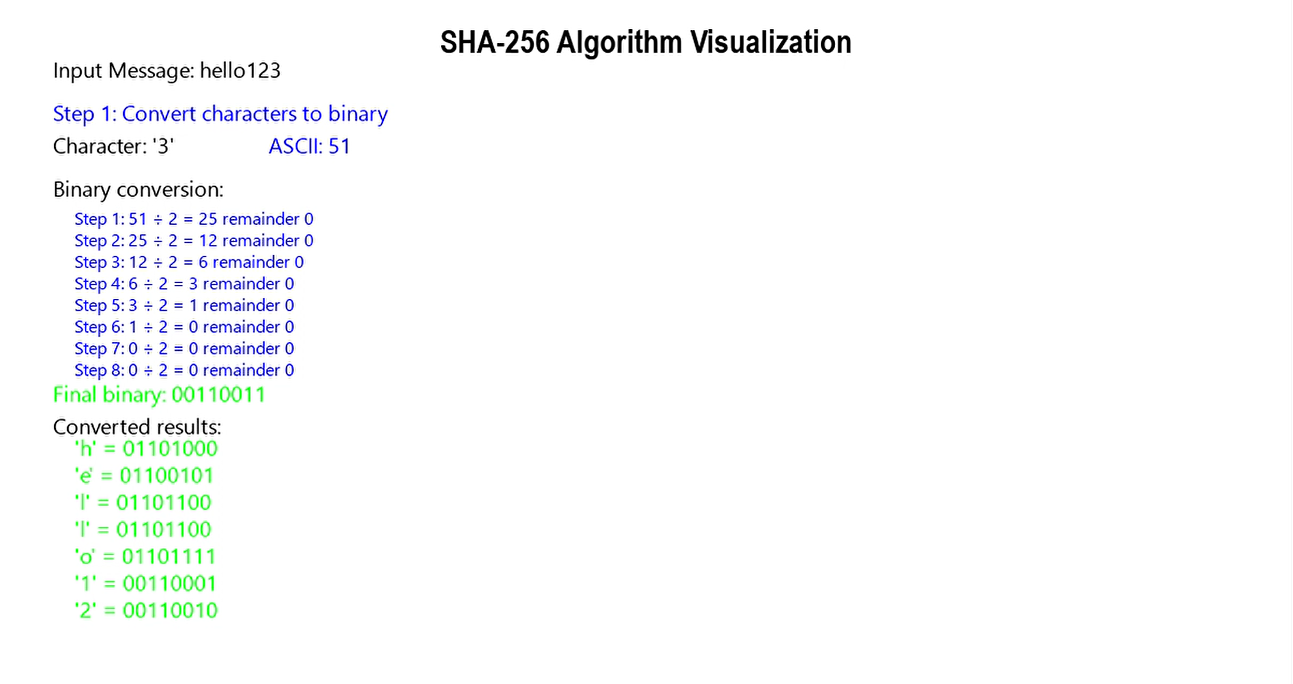 SHA-256 Algorithm Visualization
Input Message: hello123
Step 1: Convert characters to binary
Character: '3' ASCII: 51
Binary conversion:
Step 1: 51 ÷ 2 = 25 remainder 0
Step 2: 25 ÷ 2 = 12 remainder 0
Step 3: 12 ÷ 2 = 6 remainder 0
Step 4: 6 ÷ 2 = 3 remainder 0
Step 5: 3 ÷ 2 = 1 remainder 0
Step 6: 1 ÷ 2 = 0 remainder 0
Step 7: 0 ÷ 2 = 0 remainder 0
Step 8: 0 ÷ 2 = 0 remainder 0
Final binary: 00110011
Converted results:
'h' = 01101000
'e' = 01100101
'l' = 01101100
'l' = 01101100
'o' = 01101111
'1' = 00110001
'2' = 00110010